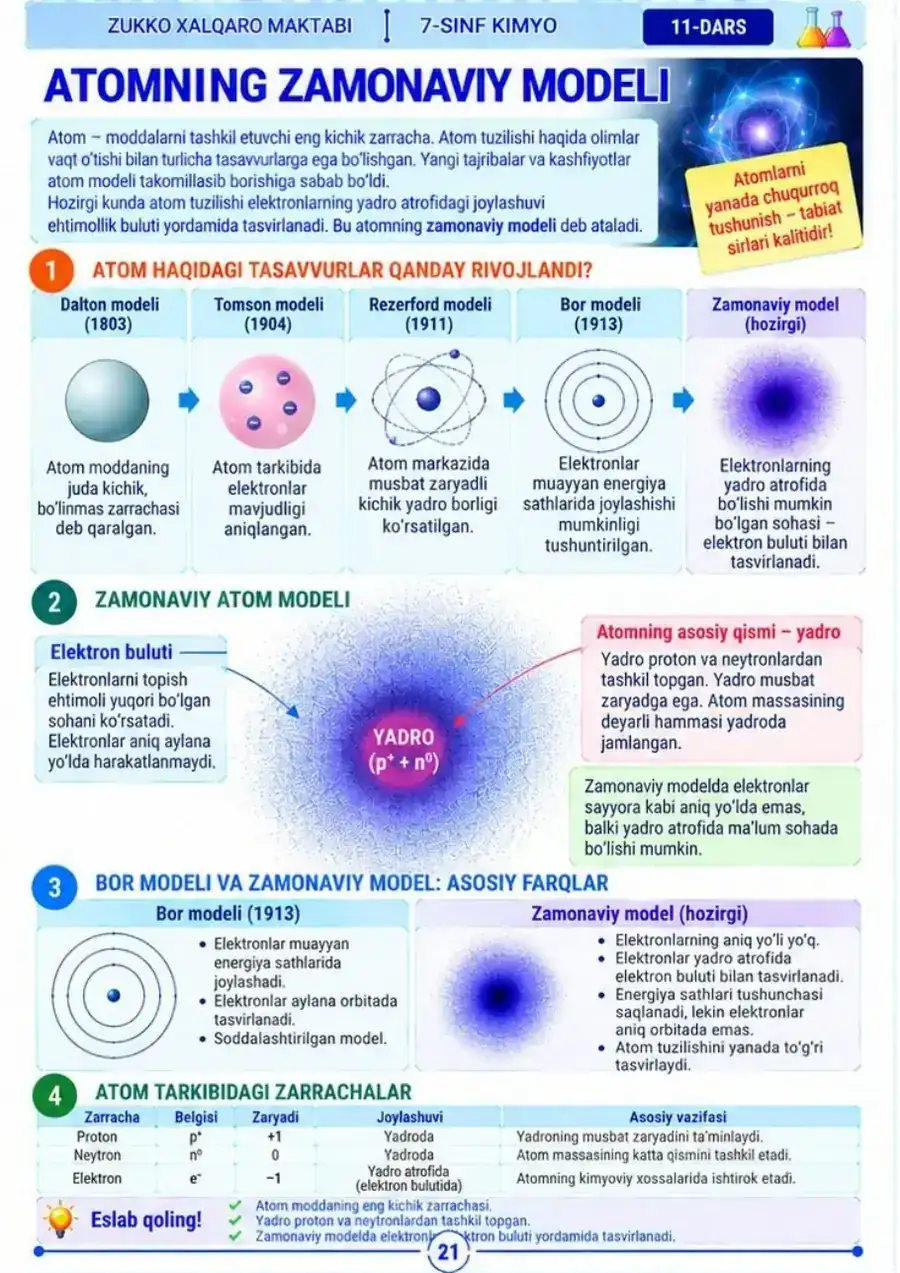 ZUKKO XALQARO MAKTABI
7-SINF KIMYO
11-DARS
ATOMNING ZAMONAVIY MODELI
Atom – moddalarni tashkil etuvchi eng kichik zarracha. Atom tuzilishi haqida olimlar
vaqt o'tishi bilan turlicha tasavvurlarga ega bo'lishgan. Yangi tajribalar va kashfiyotlar
atom modeli takomillasib borishiga sabab bo'ldi.
Hozirgi kunda atom tuzilishi elektronlarning yadro atrofidagi joylashuvi
ehtimollik buluti yordamida tasvirlanadi. Bu atomning zamonaviy modeli deb ataladi.
Atomlarni
yanada chuqurroq
tushunish – tabiat
sirlari kalitidir!
1 ATOM HAQIDAGI TASAVVURLAR QANDAY RIVOJLANDI?
Dalton modeli
(1803)
Atom moddaning
juda kichik,
bo'linmas zarrachasi
deb qaralgan.
Tomson modeli
(1904)
Atom tarkibida
elektronlar
mavjudligi
aniqlangan.
Rezerford modeli
(1911)
Atom markazida
musbat zaryadli
kichik yadro borligi
ko'rsatilgan.
Bor modeli
(1913)
Elektronlar
muayyan energiya
sathlarida joylashishi
mumkinligi
tushuntirilgan.
Zamonaviy model
(hozirgi)
Elektronlarning
yadro atrofida
bo'lishi mumkin
bo'lgan sohasi –
elektron buluti bilan
tasvirlanadi.
2 ZAMONAVIY ATOM MODELI
Elektron buluti
Elektronlarni topish
ehtimoli yuqori bo'lgan
sohani ko'rsatadi.
Elektronlar aniq aylana
yo'lda harakatlanmaydi.
YADRO
(p⁺ + n⁰)
Atomning asosiy qismi – yadro
Yadro proton va neytronlardan
tashkil topgan. Yadro musbat
zaryadga ega. Atom massasining
deyarli hammasi yadroda
jamlangan.
Zamonaviy modelda elektronlar
sayyora kabi aniq yo'lda emas,
balki yadro atrofida ma'lum sohada
bo'lishi mumkin.
3 BOR MODELI VA ZAMONAVIY MODEL: ASOSIY FARQLAR
Bor modeli (1913)
• Elektronlar muayyan
energiya sathlarida
joylashadi.
• Elektronlar aylana orbitada
tasvirlanadi.
• Soddalashtirilgan model.
Zamonaviy model (hozirgi)
• Elektronlarning aniq yo'li yo'q.
• Elektronlar yadro atrofida
elektron buluti bilan tasvirlanadi.
• Energiya sathlari tushunchasi
saqlanadi, lekin elektronlar
aniq orbitada emas.
• Atom tuzilishini yanada to'g'ri
tasvirlaydi.
4 ATOM TARKIBIDAGI ZARRACHALAR
Zarracha Belgisi Zaryadi Joylashuvi Asosiy vazifasi
Proton p⁺ +1 Yadroda Yadroning musbat zaryadini ta'minlaydi.
Neytron n⁰ 0 Yadroda Atom massasining katta qismini tashkil etadi.
Elektron e⁻ −1 Yadro atrofida
(elektron bulutida) Atomning kimyoviy xossalarida ishtirok etadi.
Eslab qoling!
✓ Atom moddaning eng kichik zarrachasi.
✓ Yadro proton va neytronlardan tashkil topgan.
✓ Zamonaviy modelda buluti yordamida tasvirlanadi.
21